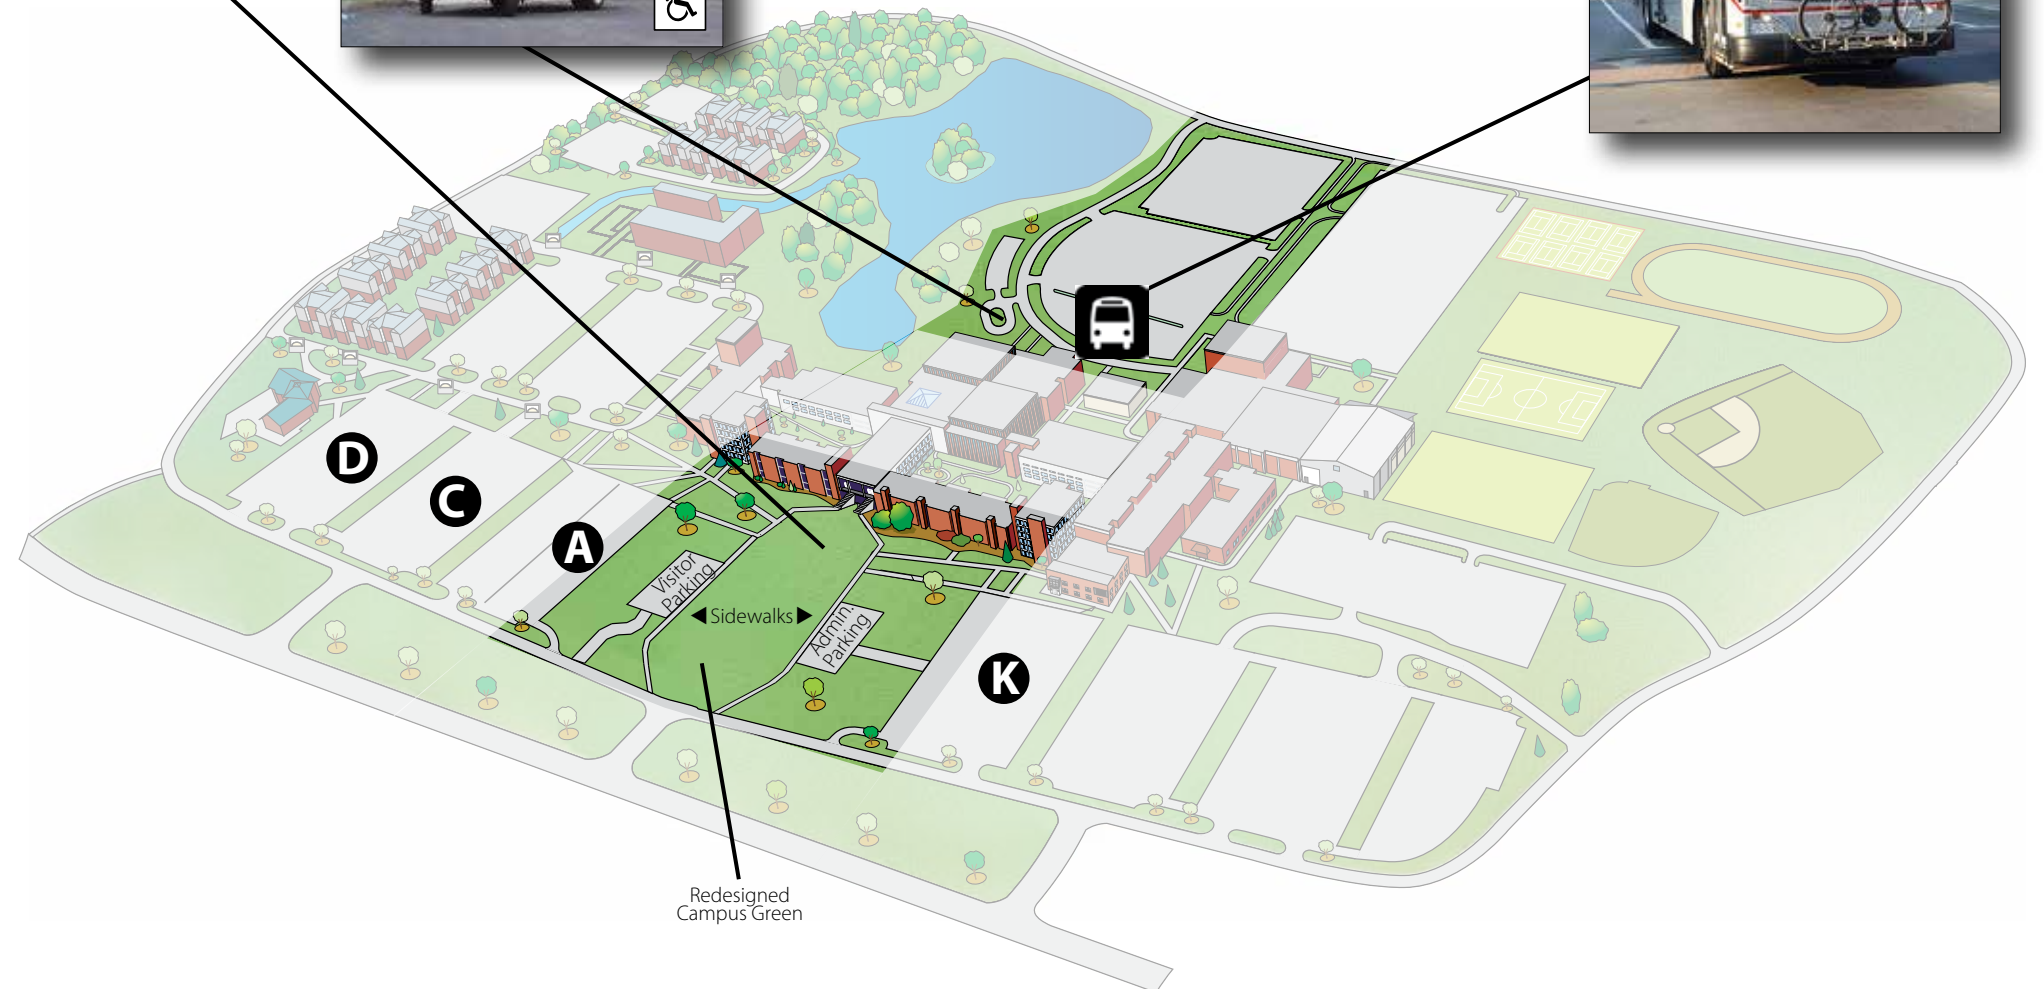 D
C
A
Visitor
Parking
Sidewalks
Admin.
Parking
K
Redesigned
Campus Green